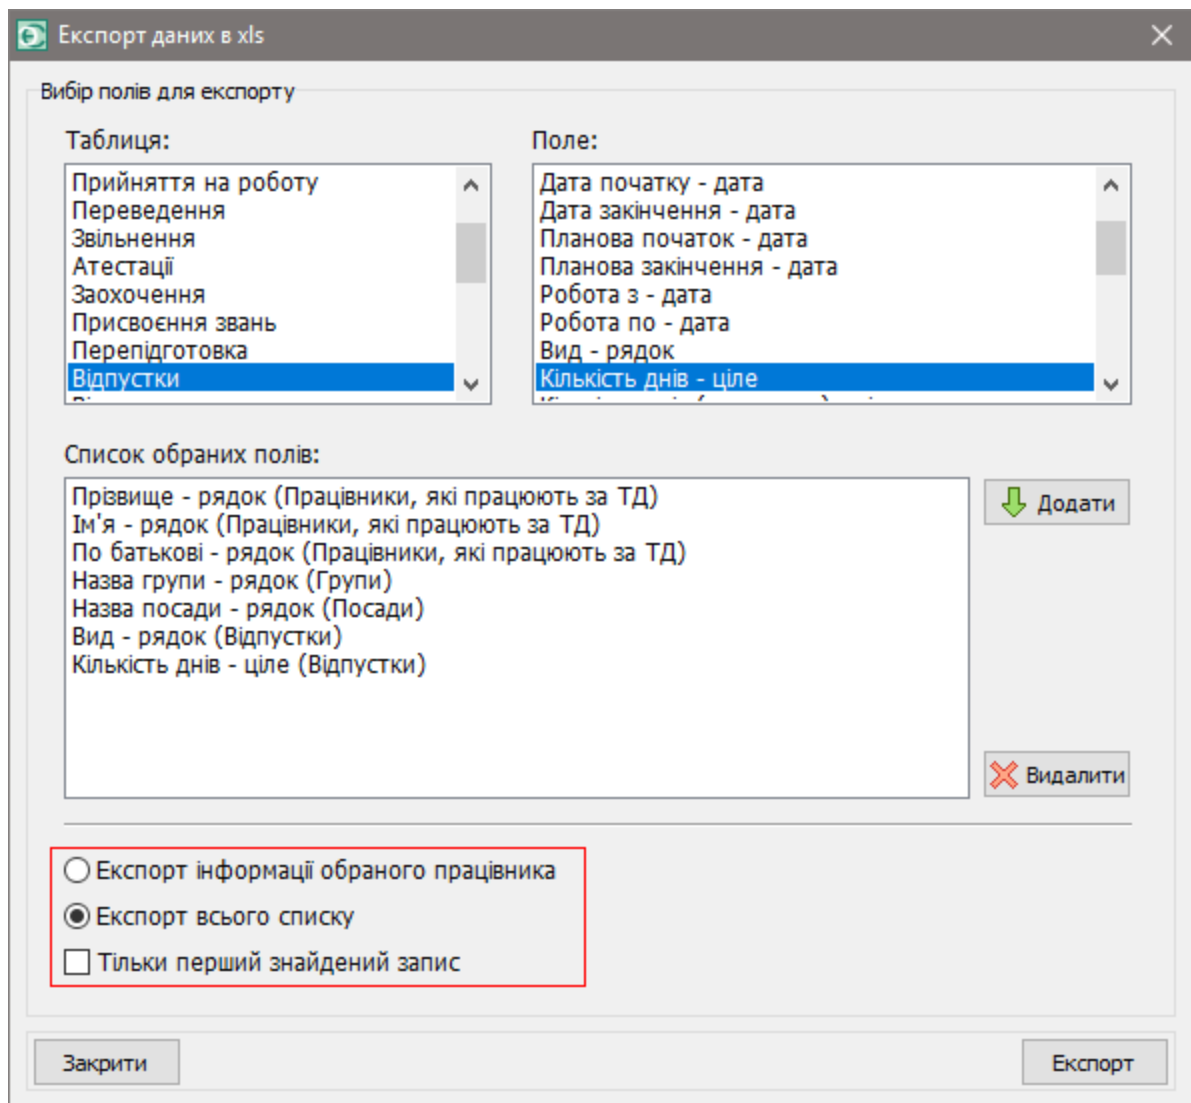 Експорт даних в xls
Вибір полів для експорту
Таблиця:
Прийняття на роботу
Переведення
Звільнення
Атестації
Заохочення
Присвоєння звань
Перепідготовка
Відпустки
Поле:
Дата початку - дата
Дата закінчення - дата
Планова початок - дата
Планова закінчення - дата
Робота з - дата
Робота по - дата
Вид - рядок
Кількість днів - ціле
Список обраних полів:
Прізвище - рядок (Працівники, які працюють за ТД)
Ім'я - рядок (Працівники, які працюють за ТД)
По батькові - рядок (Працівники, які працюють за ТД)
Назва групи - рядок (Групи)
Назва посади - рядок (Посади)
Вид - рядок (Відпустки)
Кількість днів - ціле (Відпустки)
Додати
Видалити
Експорт інформації обраного працівника
Експорт всього списку
Тільки перший знайдений запис
Закрити
Експорт